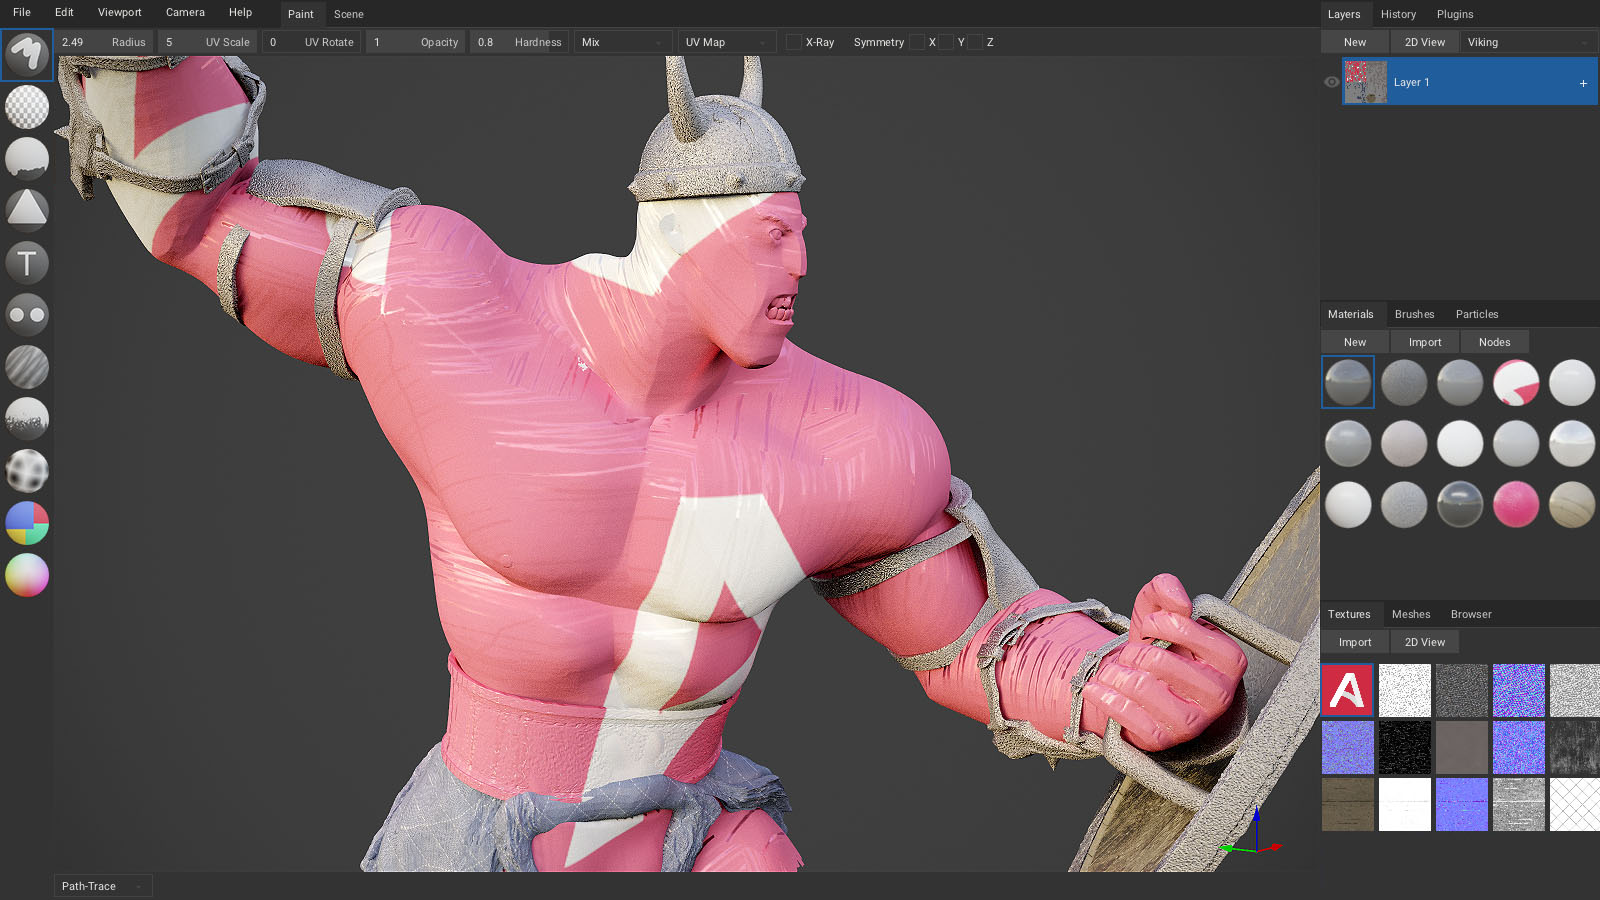 File Edit Viewport Camera Help Paint Scene
2.49 Radius 5 UV Scale 0 UV Rotate 1 Opacity 0.8 Hardness Mix UV Map X-Ray Symmetry X Y Z
Layers History Plugins
New 2D View Viking
Layer 1 +
T
Materials Brushes Particles
New Import Nodes
Textures Meshes Browser
Import 2D View
A
Path-Trace